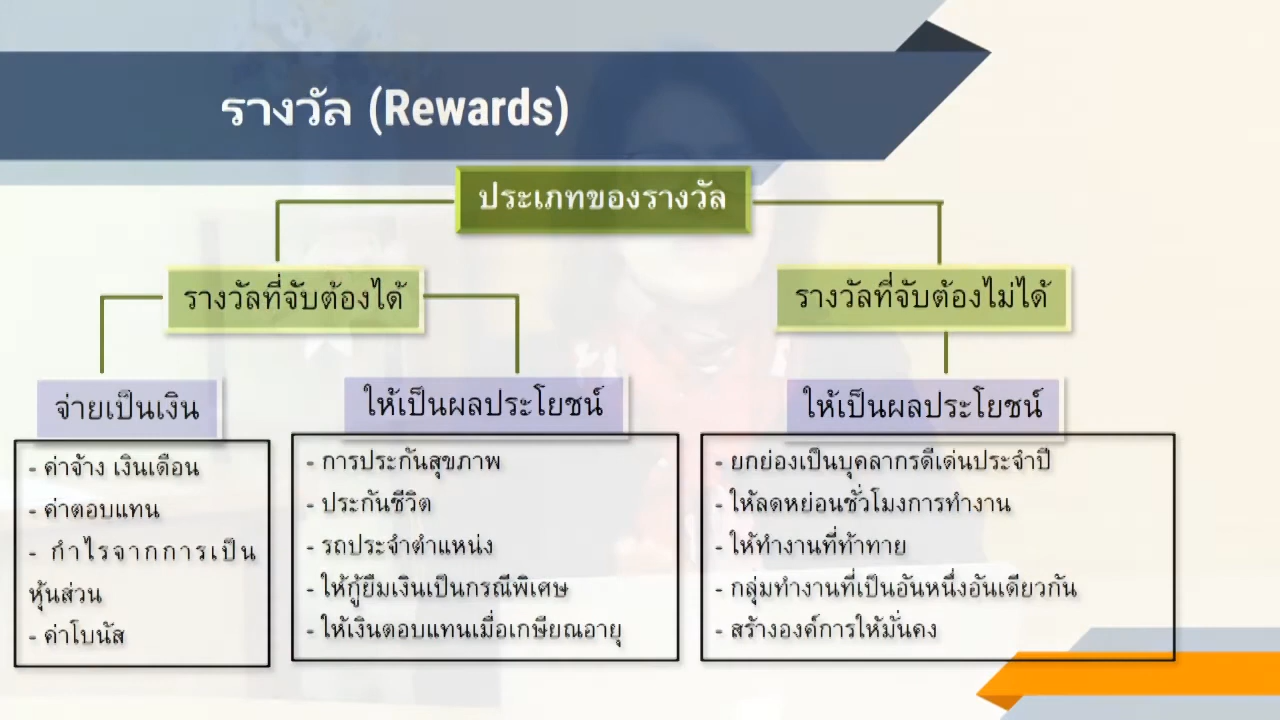 รางวัล (Rewards)
ประเภทของรางวัล
รางวัลที่จับต้องได้
รางวัลที่จับต้องไม่ได้
จ่ายเป็นเงิน
- ค่าจ้าง เงินเดือน
- ค่าตอบแทน
- กำไรจากการเป็น
หุ้นส่วน
- ค่าโบนัส
ให้เป็นผลประโยชน์
- การประกันสุขภาพ
- ประกันชีวิต
- รถประจำตำแหน่ง
- ให้กู้ยืมเงินเป็นกรณีพิเศษ
- ให้เงินตอบแทนเมื่อเกษียณอายุ
ให้เป็นผลประโยชน์
- ยกย่องเป็นบุคลากรดีเด่นประจำปี
- ให้ลดหย่อนชั่วโมงการทำงาน
- ให้ทำงานที่ท้าทาย
- กลุ่มทำงานที่เป็นอันหนึ่งอันเดียวกัน
- สร้างองค์การให้มั่นคง